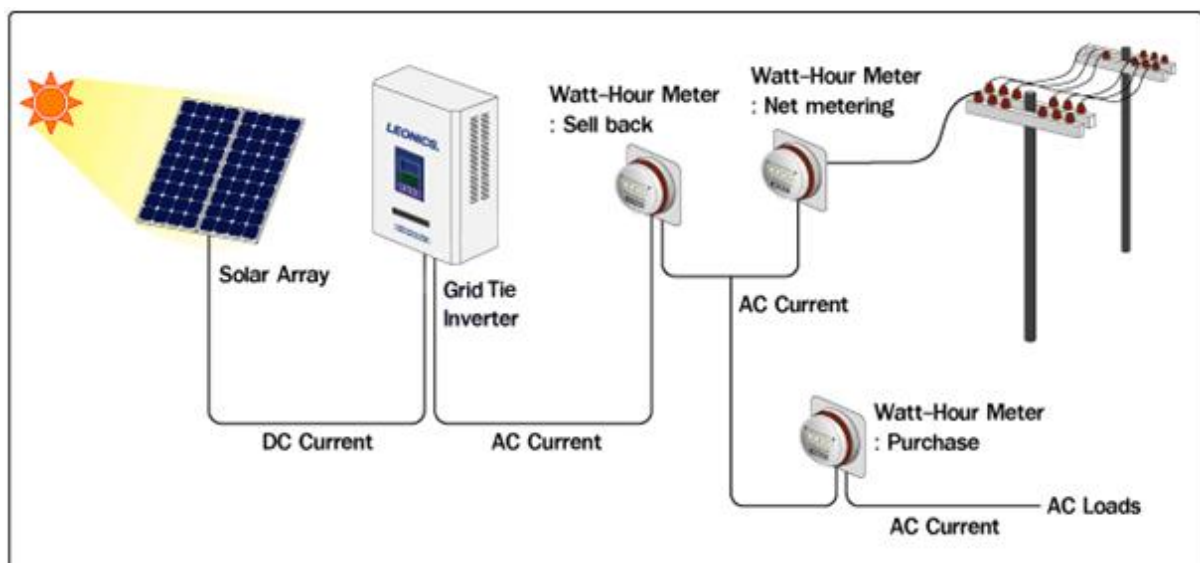 LEONICS.
Solar Array
Grid Tie
Inverter
DC Current
AC Current
Watt-Hour Meter
: Sell back
Watt-Hour Meter
: Net metering
AC Current
Watt-Hour Meter
: Purchase
AC Current
AC Loads